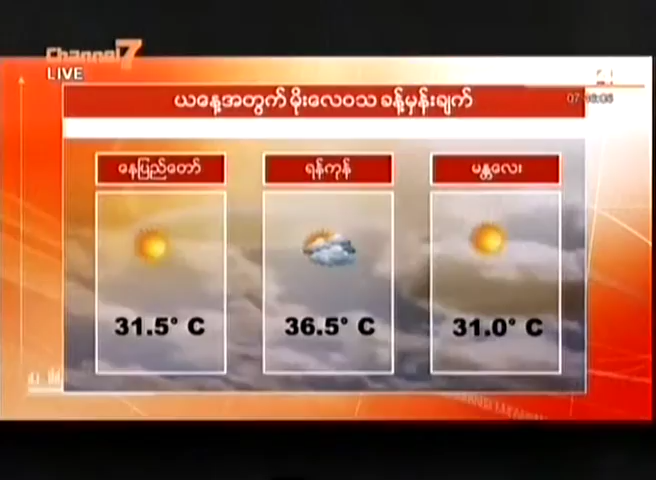 Channel 7
LIVE
ယနေ့အတွက် မိုးလေဝသ ခန့်မှန်းချက်
နေပြည်တော်
ရန်ကုန်
မန္တလေး
31.5° C
36.5° C
31.0° C